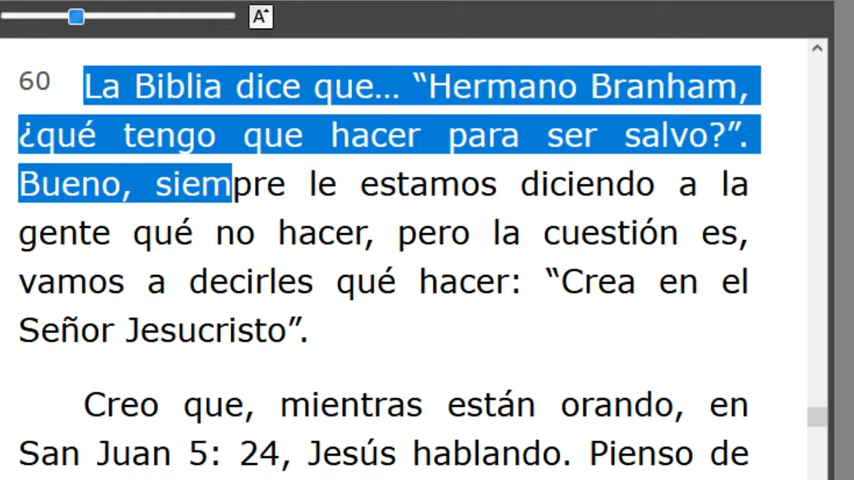 A
60 La Biblia dice que... “Hermano Branham,
¿qué tengo que hacer para ser salvo?”.
Bueno, siempre le estamos diciendo a la
gente qué no hacer, pero la cuestión es,
vamos a decirles qué hacer: “Crea en el
Señor Jesucristo”.
Creo que, mientras están orando, en
San Juan 5: 24, Jesús hablando. Pienso de